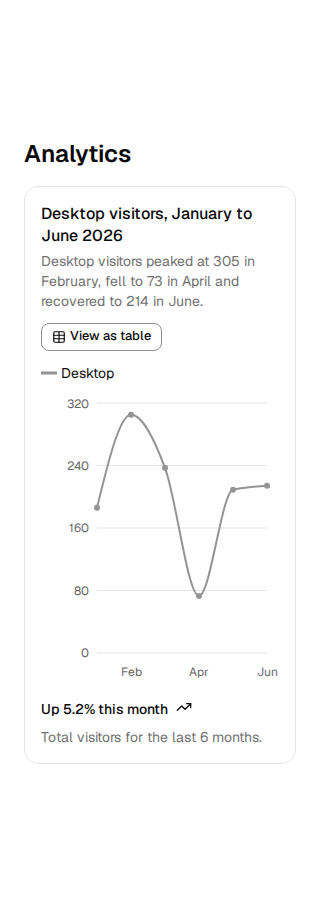 Analytics
Desktop visitors, January to
June 2026
Desktop visitors peaked at 305 in
February, fell to 73 in April and
recovered to 214 in June.
View as table
Desktop
320
240
160
80
0
Feb Apr Jun
Up 5.2% this month
Total visitors for the last 6 months.